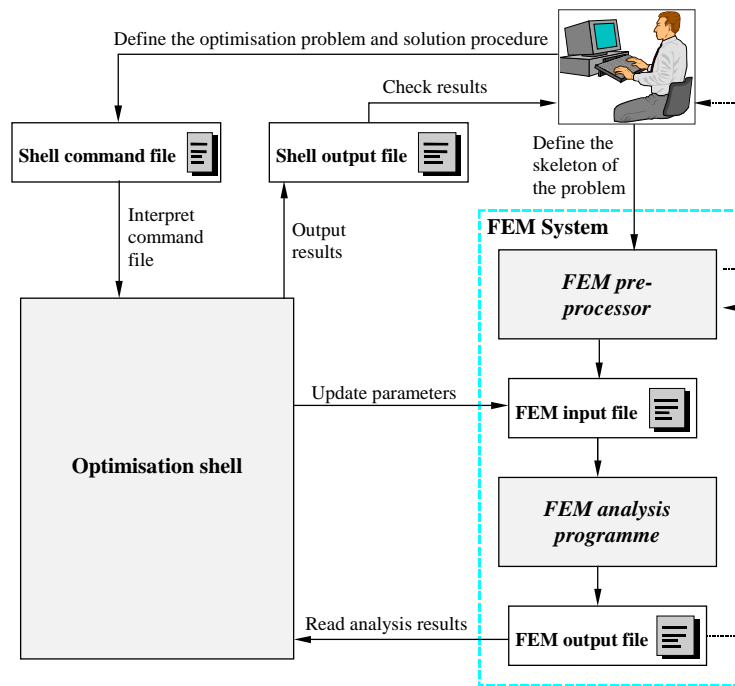 Define the optimisation problem and solution procedure
Check results
Shell command file
Shell output file
Define the
skeleton of
the problem
Interpret
command
file
Output
results
FEM System
FEM pre-
processor
Update parameters
FEM input file
Optimisation shell
FEM analysis
programme
Read analysis results
FEM output file